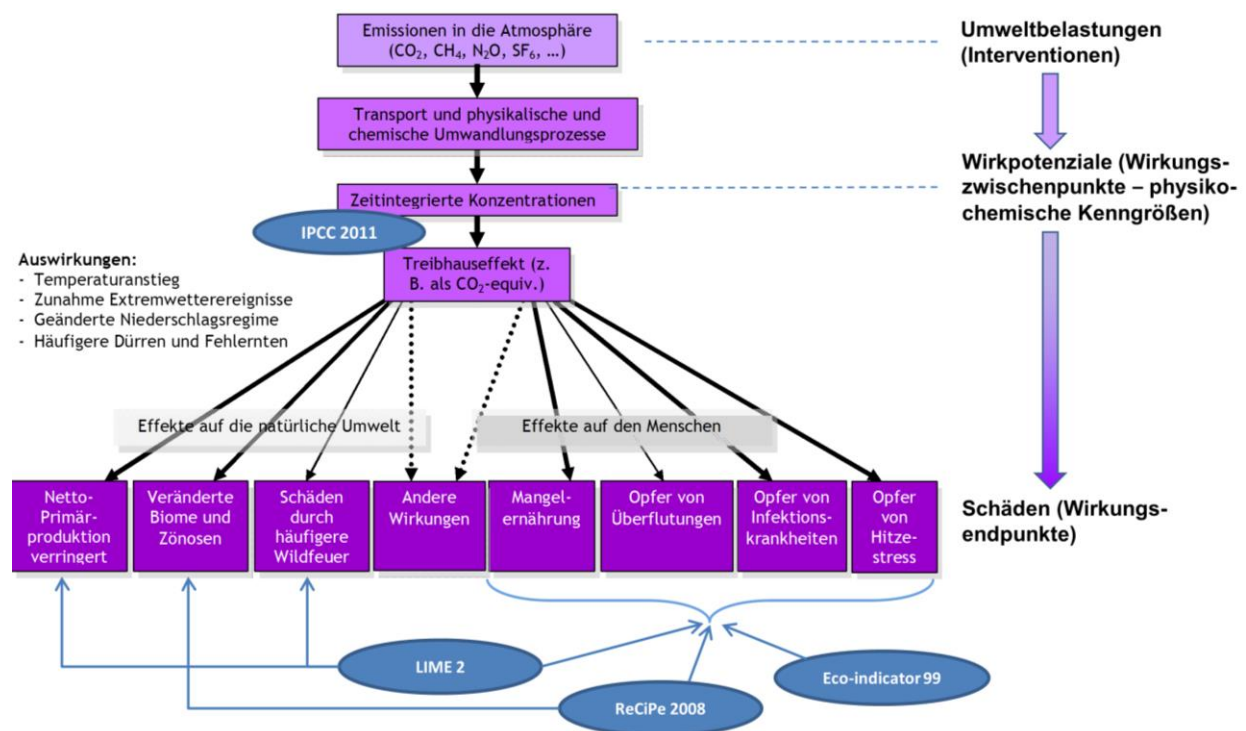 Emissionen in die Atmosphäre
(CO₂, CH₄, N₂O, SF₆, …)
Umweltbelastungen
(Interventionen)
Transport und physikalische und
chemische Umwandlungsprozesse
Zeitintegrierte Konzentrationen
Wirkpotenziale (Wirkungs-
zwischenpunkte – physiko-
chemische Kenngrößen)
IPCC 2011
Treibhauseffekt (z.
B. als CO₂-equiv.)
Auswirkungen:
- Temperaturanstieg
- Zunahme Extremwetterereignisse
- Geänderte Niederschlagsregime
- Häufigere Dürren und Fehlernten
Effekte auf die natürliche Umwelt
Effekte auf den Menschen
Netto-
Primär-
produktion
verringert
Veränderte
Biome und
Zönosen
Schäden
durch
häufigere
Wildfeuer
Andere
Wirkungen
Mangel-
ernährung
Opfer von
Überflutungen
Opfer von
Infektions-
krankheiten
Opfer
von
Hitze-
stress
Schäden (Wirkungs-
endpunkte)
LIME 2
Eco-indicator 99
ReCiPe 2008